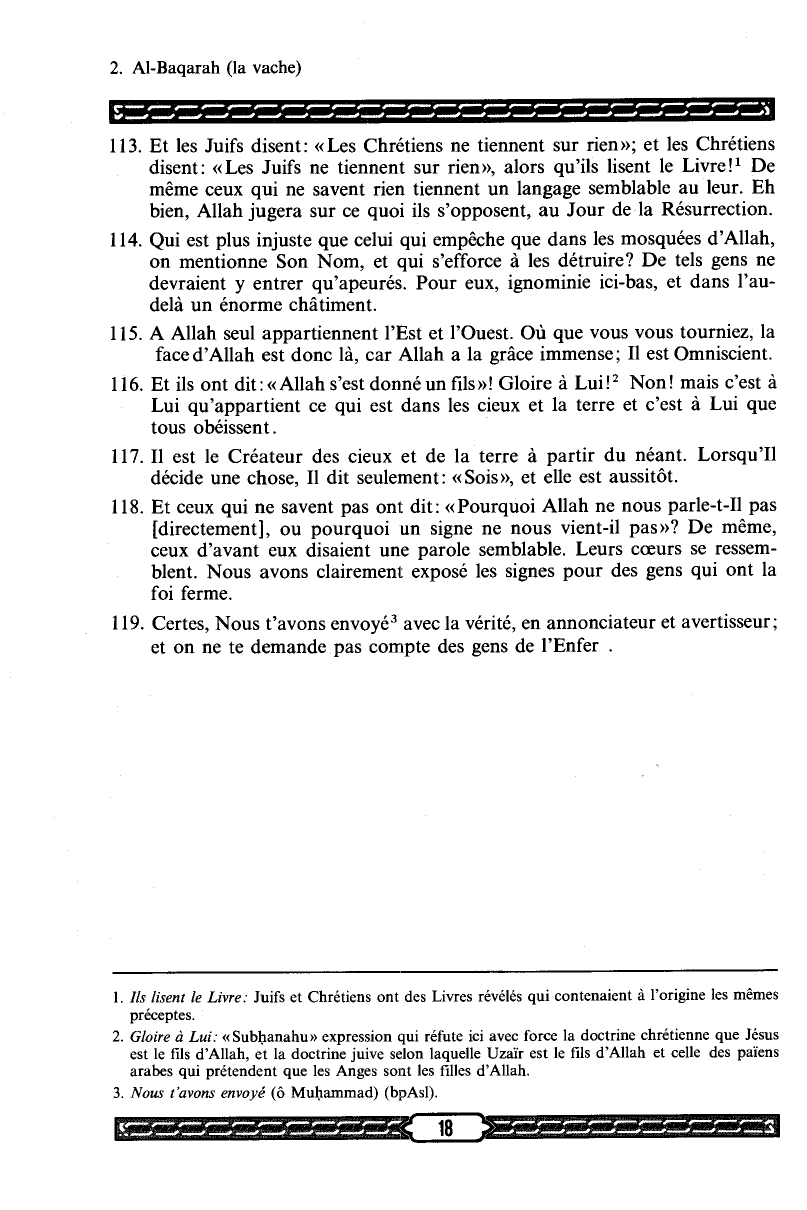 2. Al-Baqarah (la vache)
113. Et les Juifs disent: «Les Chrétiens ne tiennent sur rien»; et les Chrétiens
disent: «Les Juifs ne tiennent sur rien», alors qu'ils lisent le Livre!¹ De
même ceux qui ne savent rien tiennent un langage semblable au leur. Eh
bien, Allah jugera sur ce quoi ils s'opposent, au Jour de la Résurrection.
114. Qui est plus injuste que celui qui empêche que dans les mosquées d'Allah,
on mentionne Son Nom, et qui s'efforce à les détruire? De tels gens ne
devraient y entrer qu'apeurés. Pour eux, ignominie ici-bas, et dans l'au-
delà un énorme châtiment.
115. A Allah seul appartiennent l'Est et l'Ouest. Où que vous vous tourniez, la
face d'Allah est donc là, car Allah a la grâce immense; Il est Omniscient.
116. Et ils ont dit: «Allah s'est donné un fils»! Gloire à Lui!² Non! mais c'est à
Lui qu'appartient ce qui est dans les cieux et la terre et c'est à Lui que
tous obéissent.
117. Il est le Créateur des cieux et de la terre à partir du néant. Lorsqu'Il
décide une chose, Il dit seulement: «Sois», et elle est aussitôt.
118. Et ceux qui ne savent pas ont dit: «Pourquoi Allah ne nous parle-t-Il pas
[directement], ou pourquoi un signe ne nous vient-il pas»? De même,
ceux d'avant eux disaient une parole semblable. Leurs cœurs se ressem-
blent. Nous avons clairement exposé les signes pour des gens qui ont la
foi ferme.
119. Certes, Nous t'avons envoyé³ avec la vérité, en annonciateur et avertisseur;
et on ne te demande pas compte des gens de l'Enfer .
1. Ils lisent le Livre: Juifs et Chrétiens ont des Livres révélés qui contenaient à l'origine les mêmes
préceptes.
2. Gloire à Lui: «Subḥanahu» expression qui réfute ici avec force la doctrine chrétienne que Jésus
est le fils d'Allah, et la doctrine juive selon laquelle Uzaïr est le fils d'Allah et celle des païens
arabes qui prétendent que les Anges sont les filles d'Allah.
3. Nous t'avons envoyé (ô Muḥammad) (bpAsl).
18